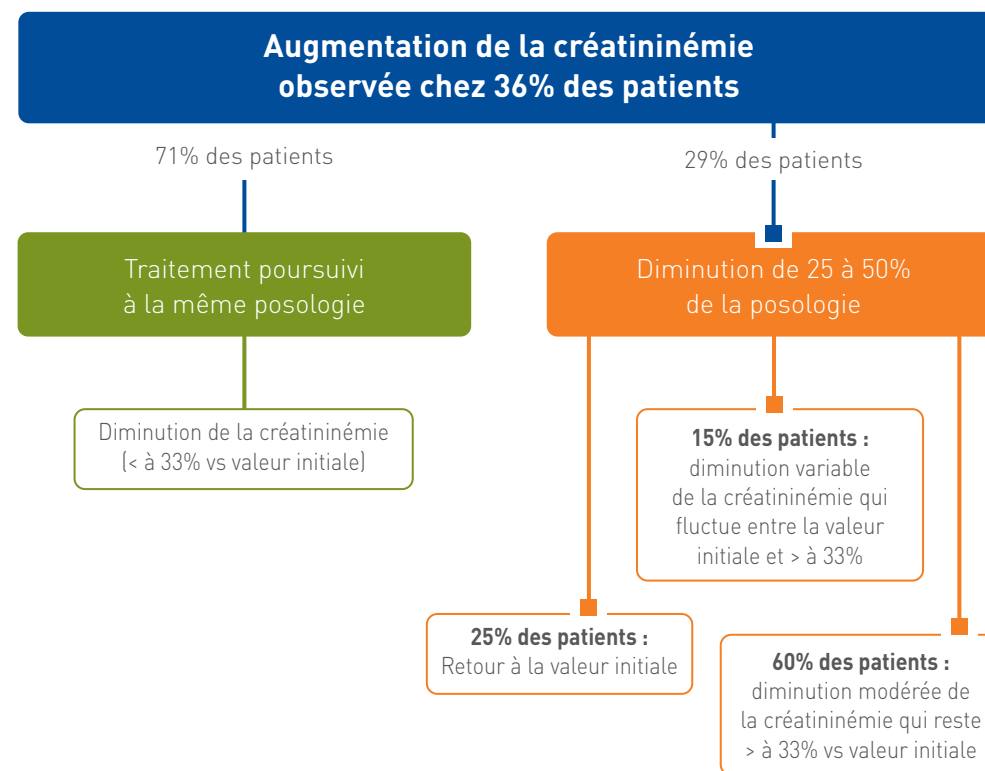 Augmentation de la créatininémie
observée chez 36% des patients
71% des patients
29% des patients
Traitement poursuivi
à la même posologie
Diminution de 25 à 50%
de la posologie
Diminution de la créatininémie
(< à 33% vs valeur initiale)
15% des patients :
diminution variable
de la créatininémie qui
fluctue entre la valeur
initiale et > à 33%
25% des patients :
Retour à la valeur initiale
60% des patients :
diminution modérée de
la créatininémie qui reste
> à 33% vs valeur initiale